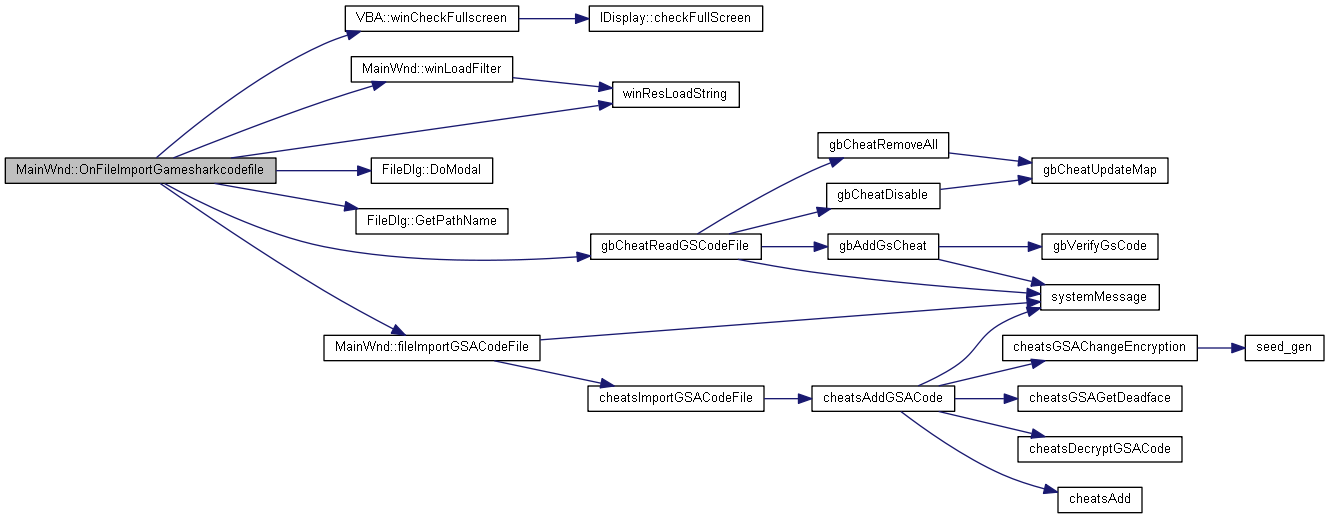 VBA::winCheckFullscreen
IDisplay::checkFullScreen
MainWnd::winLoadFilter
winResLoadString
MainWnd::OnFileImportGamesharkcodefile
FileDlg::DoModal
FileDlg::GetPathName
gbCheatRemoveAll
gbCheatUpdateMap
gbCheatDisable
gbCheatReadGSCodeFile
gbAddGsCheat
gbVerifyGsCode
systemMessage
MainWnd::fileImportGSACodeFile
cheatsGSAChangeEncryption
seed_gen
cheatsImportGSACodeFile
cheatsAddGSACode
cheatsGSAGetDeadface
cheatsDecryptGSACode
cheatsAdd